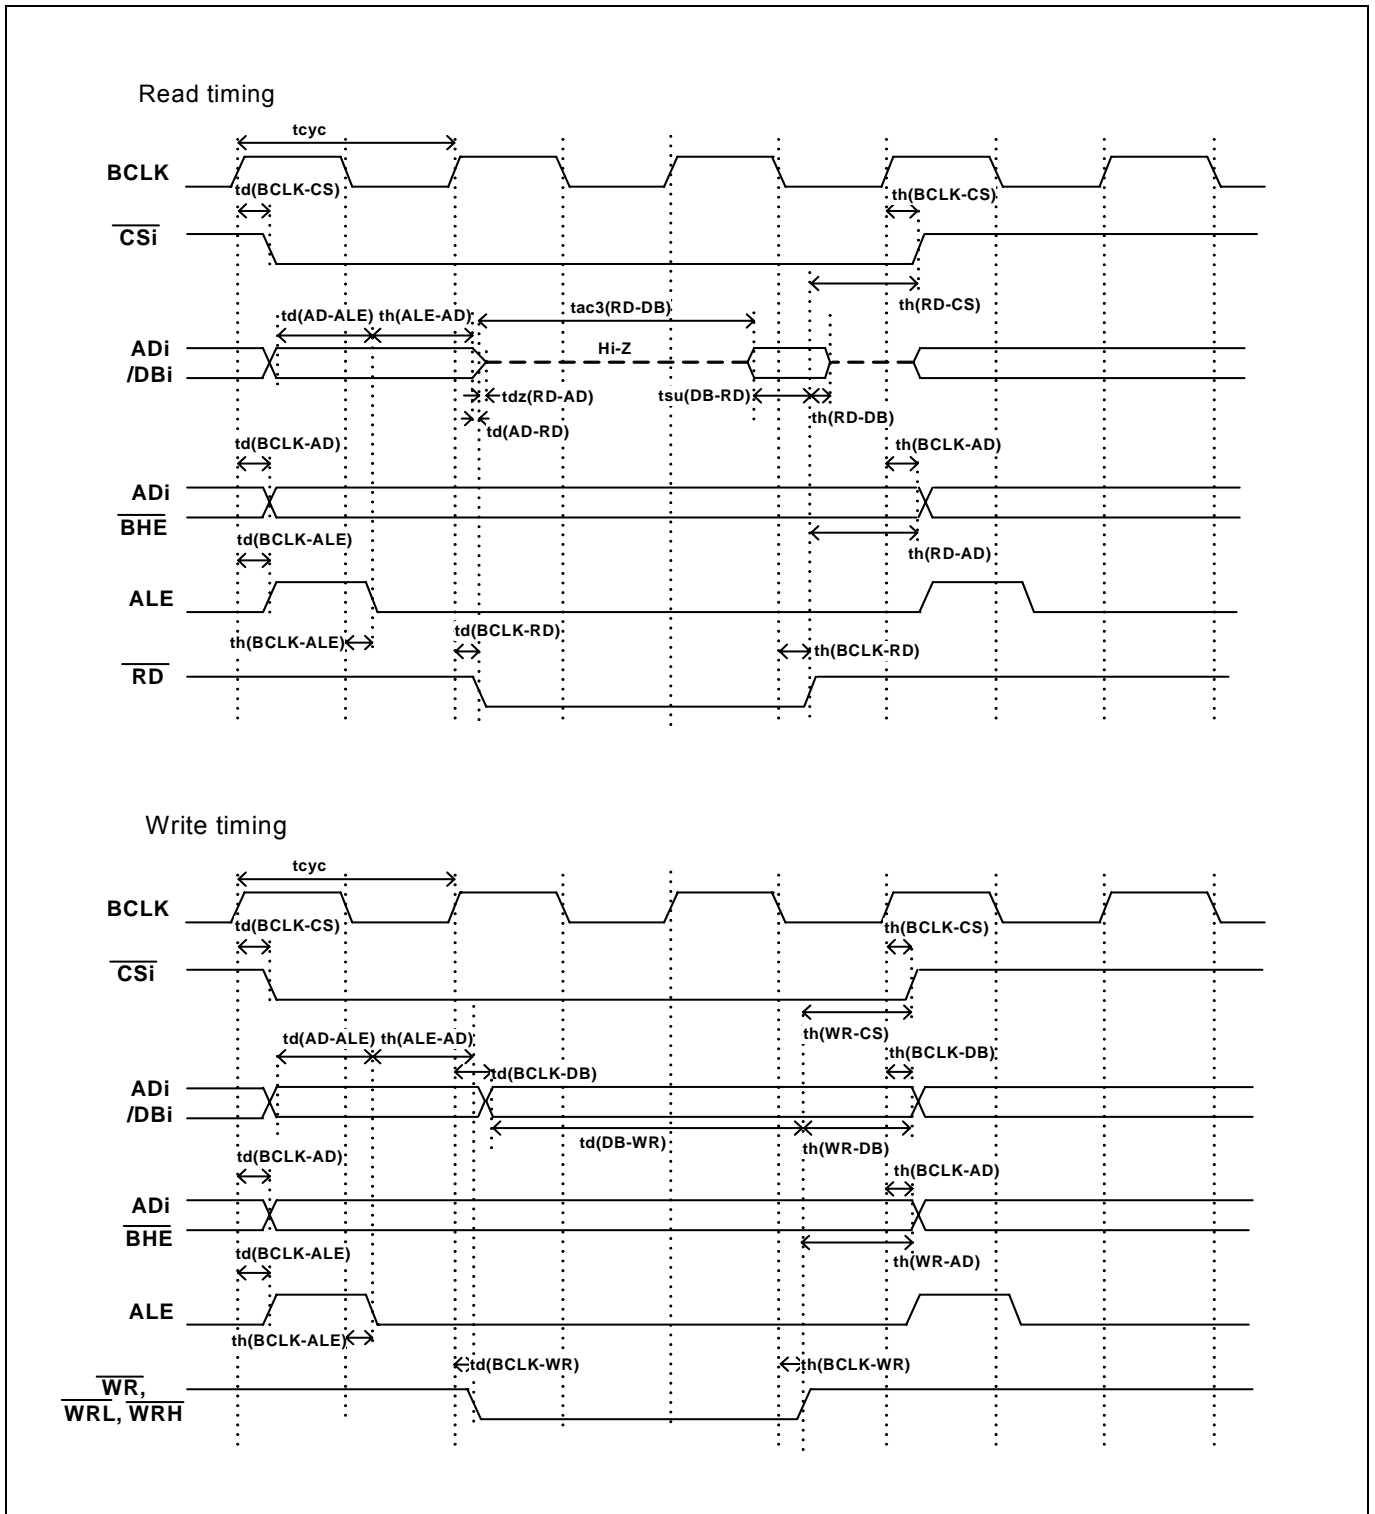 Read timing
tcyc
BCLK
td(BCLK-CS)
th(BCLK-CS)
CSi
th(RD-CS)
td(AD-ALE) th(ALE-AD)
tac3(RD-DB)
ADi
/DBi
Hi-Z
tdz(RD-AD)
tsu(DB-RD)
th(RD-DB)
td(AD-RD)
td(BCLK-AD)
th(BCLK-AD)
ADi
BHE
td(BCLK-ALE)
th(RD-AD)
ALE
td(BCLK-RD)
th(BCLK-ALE)
th(BCLK-RD)
RD
Write timing
tcyc
BCLK
td(BCLK-CS)
th(BCLK-CS)
CSi
th(WR-CS)
td(AD-ALE) th(ALE-AD)
th(BCLK-DB)
td(BCLK-DB)
ADi
/DBi
td(DB-WR)
th(WR-DB)
td(BCLK-AD)
th(BCLK-AD)
ADi
BHE
td(BCLK-ALE)
th(WR-AD)
ALE
th(BCLK-ALE)
td(BCLK-WR)
th(BCLK-WR)
WR,
WRL, WRH